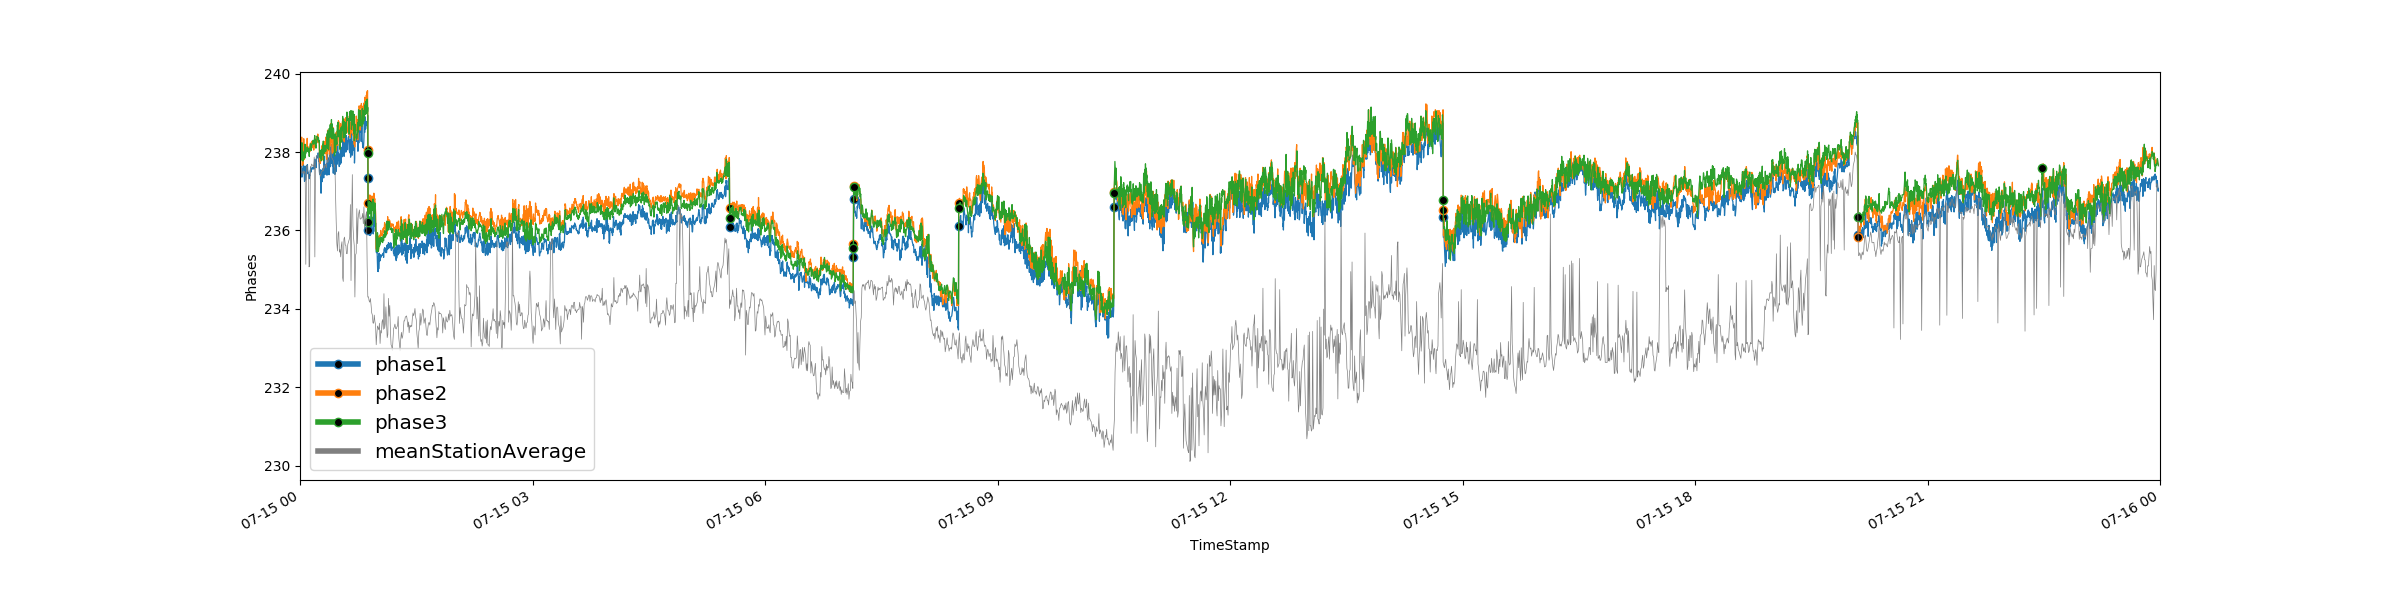 240
238
236
234
232
230
Phases
phase1
phase2
phase3
meanStationAverage
07-15 00
07-15 03
07-15 06
07-15 09
07-15 12
07-15 15
07-15 18
07-15 21
07-16 00
TimeStamp